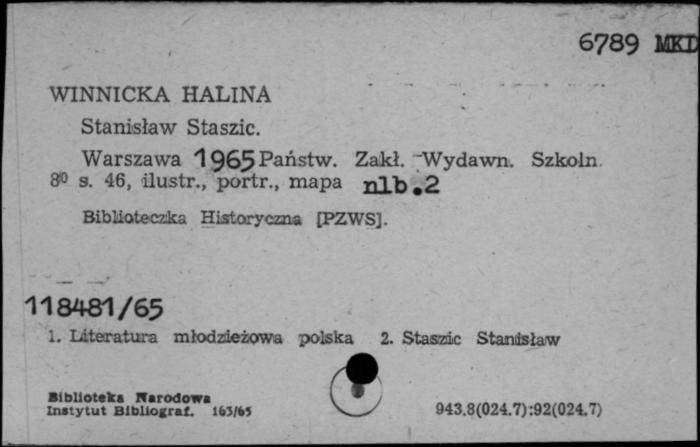 6789 MKD
WINNICKA HALINA
Stanisław Staszic.
Warszawa 1965 Państw. Zakł. Wydawn. Szkoln.
8⁰ s. 46, ilustr., portr., mapa nlb.2
Biblioteczka Historyczna [PZWS].
118481/65
1. Literatura młodzieżowa polska 2. Staszic Stanisław
Biblioteka Narodowa
Instytut Bibliograf. 163/65
943.8(024.7):92(024.7)